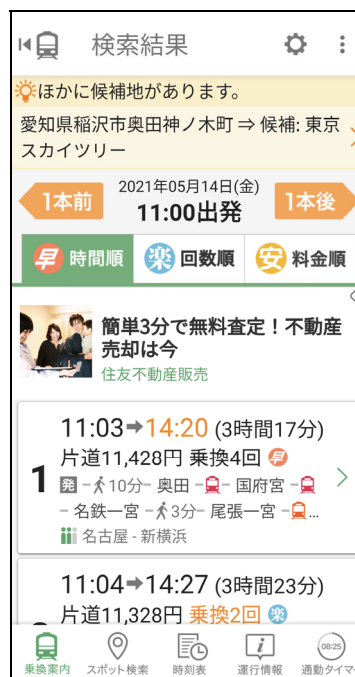 検索結果
ほかに候補地があります。
愛知県稲沢市奥田神ノ木町⇒候補: 東京
スカイツリー
1本前
2021年05月14日(金)
11:00出発
1本後
早 時間順
楽 回数順
安 料金順
簡単3分で無料査定！不動産
売却は今
住友不動産販売
11:03➡14:20 (3時間17分)
片道11,428円 乗換4回 早
1
発 - 10分 - 奥田 - - 国府宮 -
- 名鉄一宮 - 3分 - 尾張一宮 - ...
名古屋 - 新横浜
11:04➡14:27 (3時間23分)
片道11,328円 乗換2回 楽
08:25
乗換案内
スポット検索
時刻表
運行情報
通勤タイマ